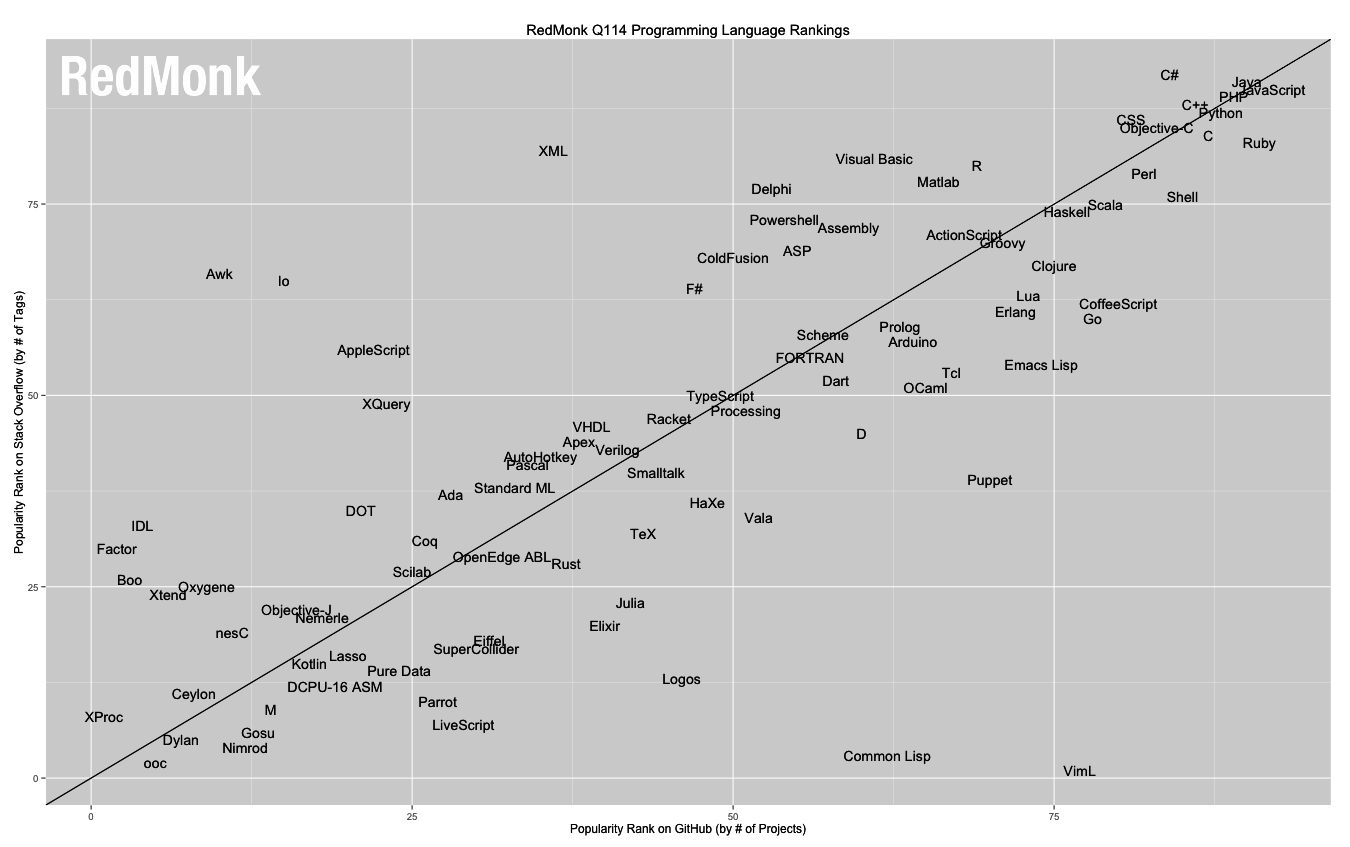 RedMonk Q114 Programming Language Rankings
RedMonk
C#
Java
JavaScript
PHP
C++
Python
CSS
Objective-C
C
Ruby
XML
Visual Basic
R
Perl
Matlab
Delphi
Shell
75
Scala
Haskell
Powershell
Assembly
ActionScript
Groovy
ASP
ColdFusion
Clojure
Awk
Io
F#
Lua
CoffeeScript
Erlang
Go
Prolog
Scheme
Arduino
AppleScript
FORTRAN
Emacs Lisp
Tcl
Dart
OCaml
50
TypeScript
XQuery
Processing
Racket
VHDL
D
Apex
Verilog
AutoHotkey
Pascal
Smalltalk
Puppet
Standard ML
Ada
HaXe
DOT
Vala
IDL
TeX
Coq
Factor
OpenEdge ABL
Rust
Scilab
Boo
25
Oxygene
Xtend
Julia
Objective-J
Nemerle
Elixir
nesC
Eiffel
SuperCollider
Lasso
Kotlin
Pure Data
Logos
DCPU-16 ASM
Ceylon
Parrot
M
XProc
LiveScript
Gosu
Dylan
Nimrod
Common Lisp
ooc
VimL
0
0
25
50
75
Popularity Rank on GitHub (by # of Projects)
Popularity Rank on Stack Overflow (by # of Tags)